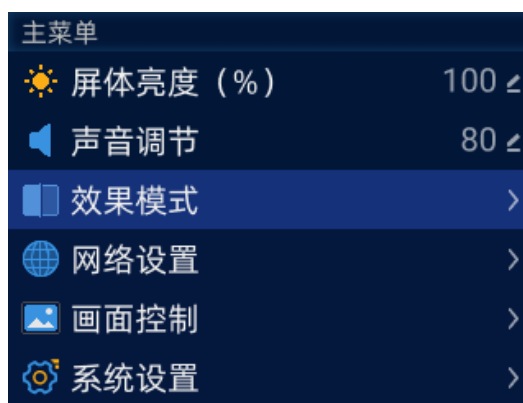 主菜单
屏体亮度（%） 100
声音调节 80
效果模式
网络设置
画面控制
系统设置